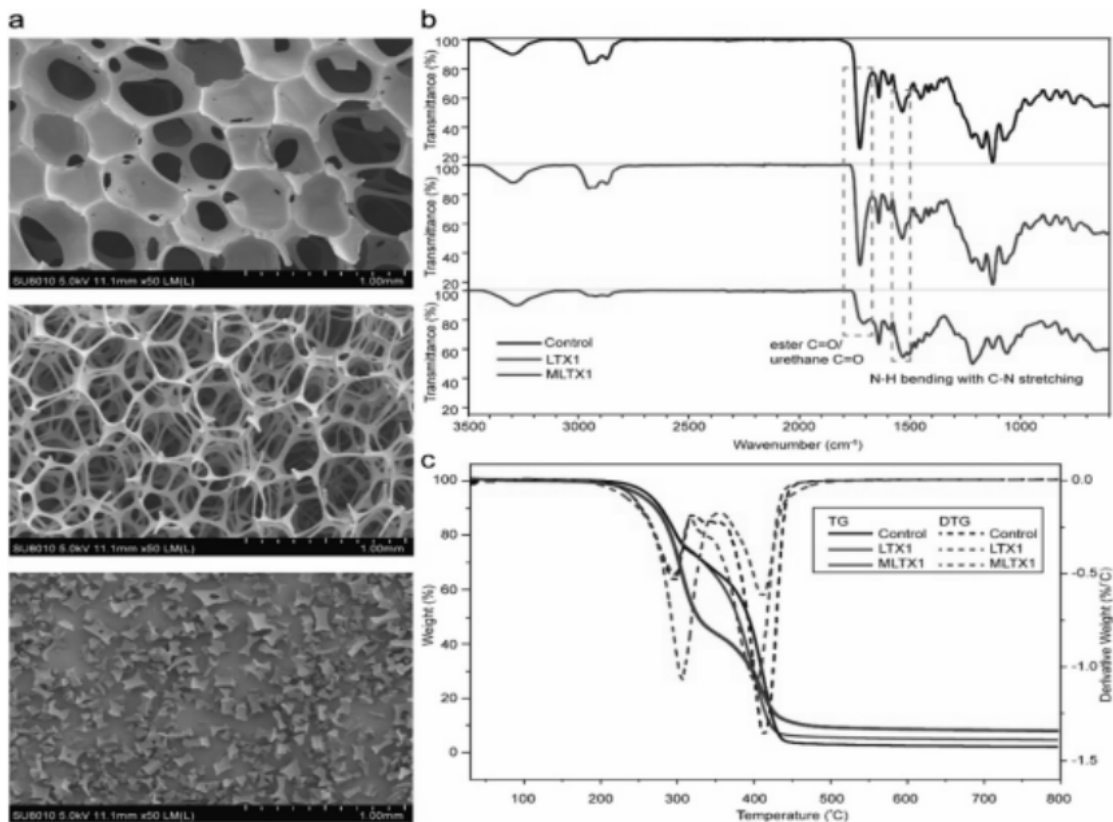 a
SU8010 5.0kV 11.1mm x50 LM(L) 1.00mm
SU8010 5.0kV 11.1mm x50 LM(L) 1.00mm
SU8010 5.0kV 11.1mm x50 LM(L) 1.00mm
b
Transmittance (%)
100
80
60
40
20
Transmittance (%)
100
80
60
40
20
Transmittance (%)
100
80
60
40
20
Control
LTX1
MLTX1
ester C=O/
urethane C=O
N-H bending with C-N stretching
3500 3000 2500 2000 1500 1000
Wavenumber (cm⁻¹)
C
Weight (%)
100
80
60
40
20
0
TG DTG
Control Control
LTX1 LTX1
MLTX1 MLTX1
0.0
-0.5
-1.0
-1.5
Derivative Weight (%/°C)
100 200 300 400 500 600 700 800
Temperature (°C)